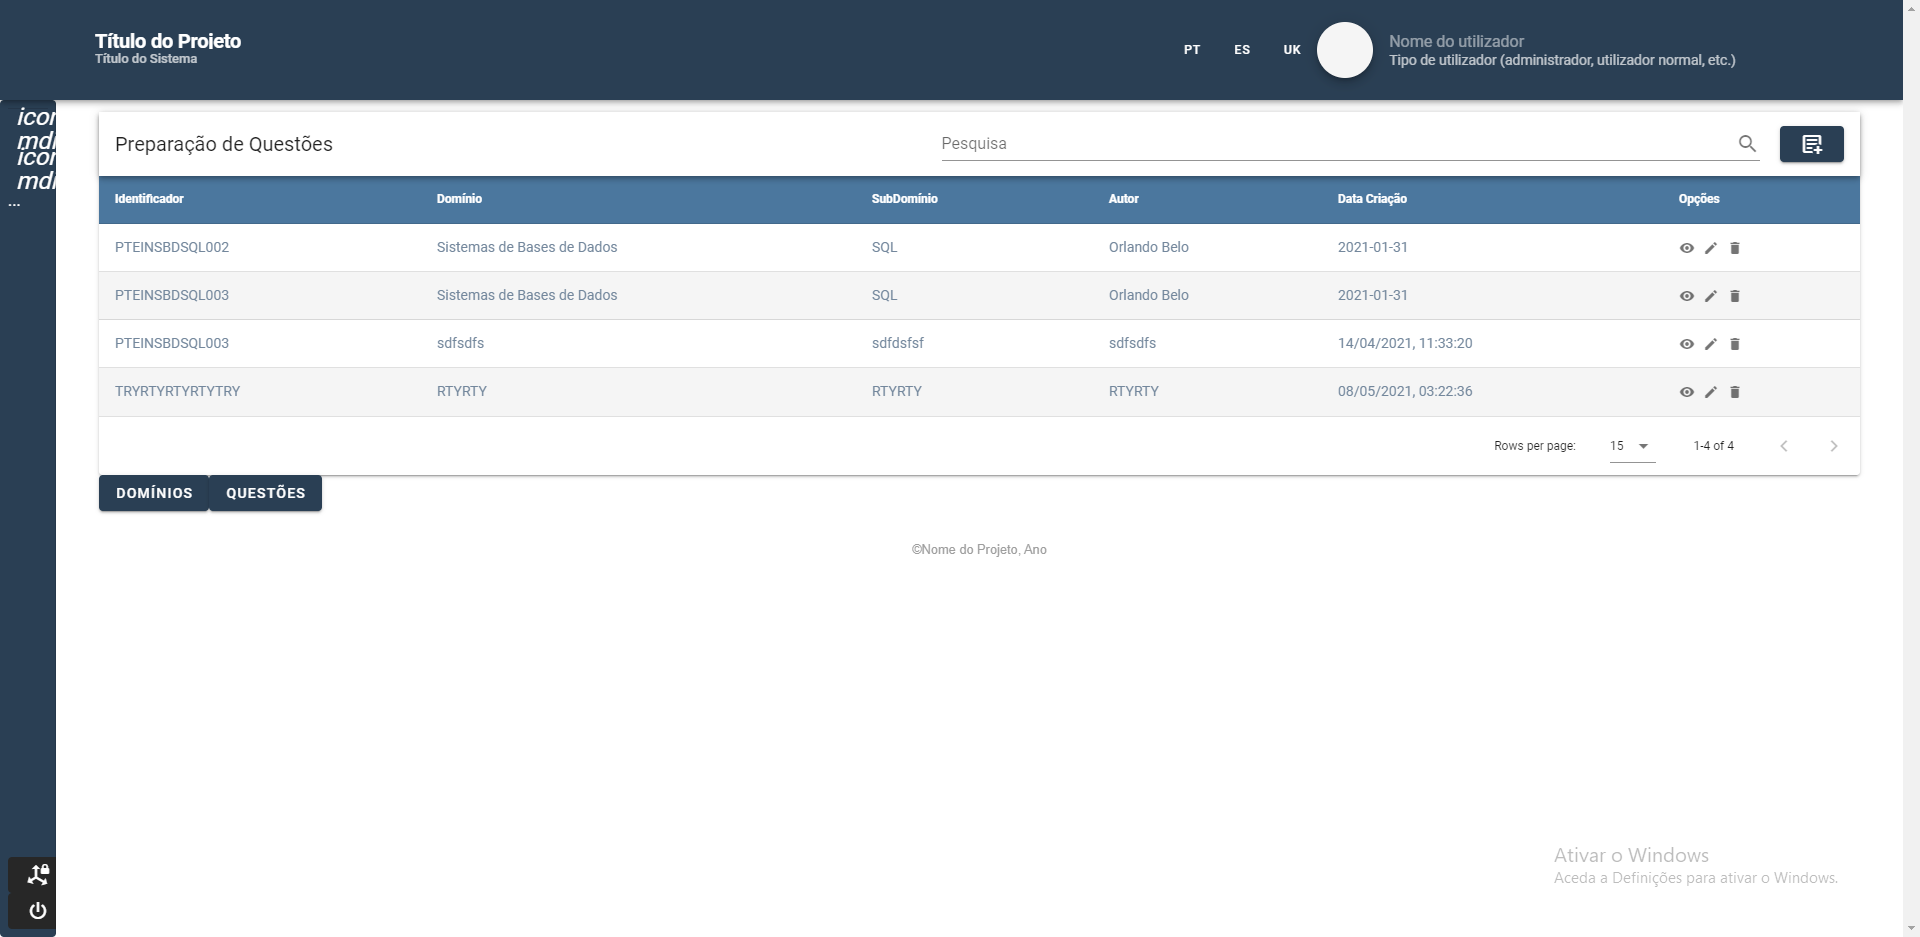 Título do Projeto
Título do Sistema
PT ES UK
Nome do utilizador
Tipo de utilizador (administrador, utilizador normal, etc.)
icon
mdi
icon
mdi
...
Preparação de Questões
Pesquisa
Identificador Domínio SubDomínio Autor Data Criação Opções
PTEINSBDSQL002 Sistemas de Bases de Dados SQL Orlando Belo 2021-01-31
PTEINSBDSQL003 Sistemas de Bases de Dados SQL Orlando Belo 2021-01-31
PTEINSBDSQL003 sdfsdfs sdfdsfsf sdfsdfs 14/04/2021, 11:33:20
TRYRTYRTYRTYTRY RTYRTY RTYRTY RTYRTY 08/05/2021, 03:22:36
Rows per page: 15 1-4 of 4
DOMÍNIOS QUESTÕES
©Nome do Projeto, Ano
Ativar o Windows
Aceda a Definições para ativar o Windows.